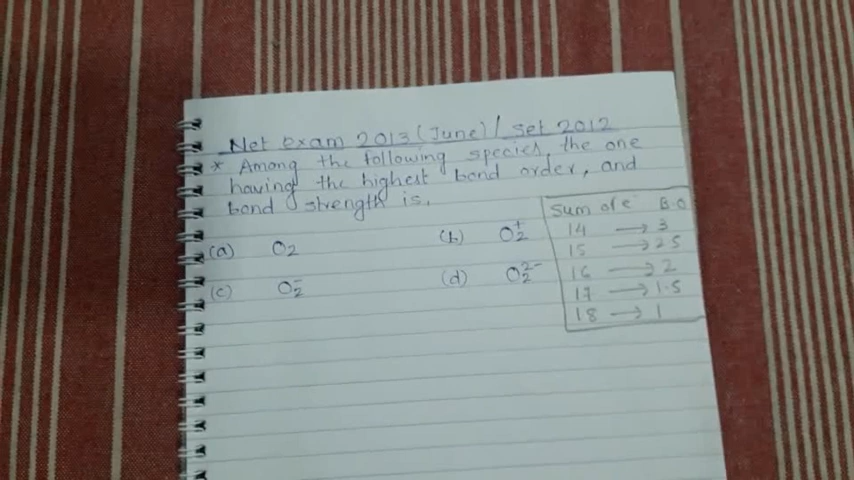 Net exam 2013 (June) / Set 2012
* Among the following species, the one
having the highest bond order, and
bond strength is,
(a) O₂ (b) O₂⁺
(c) O₂⁻ (d) O₂²⁻
Sum of e⁻ B.O
14 → 3
15 → 2.5
16 → 2
17 → 1.5
18 → 1